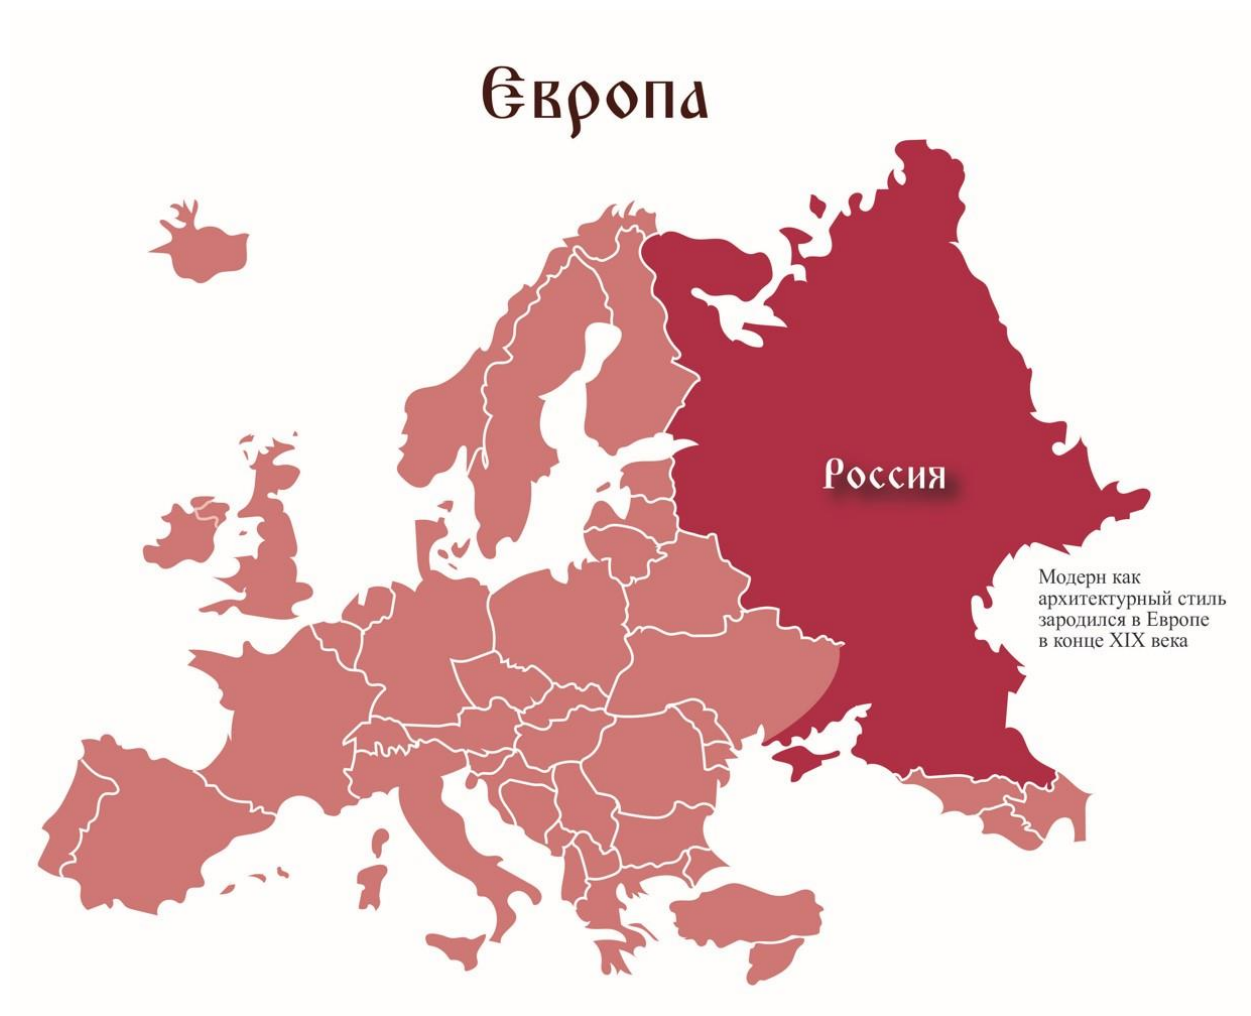 Европа
Россия
Модерн как
архитектурный стиль
зародился в Европе
в конце XIX века